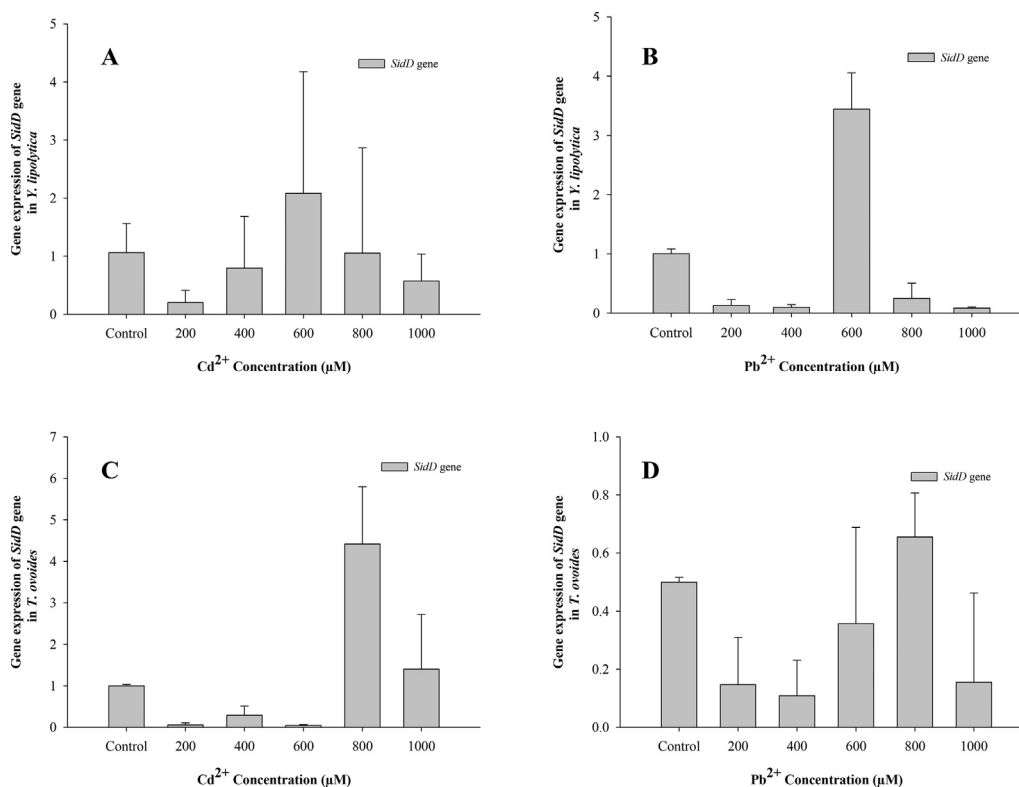 A
SidD gene
Gene expression of SidD gene
in Y. lipolytica
5
4
3
2
1
0
Control 200 400 600 800 1000
Cd2+ Concentration (µM)
B
SidD gene
Gene expression of SidD gene
in Y. lipolytica
5
4
3
2
1
0
Control 200 400 600 800 1000
Pb2+ Concentration (µM)
C
SidD gene
Gene expression of SidD gene
in T. ovoides
7
6
5
4
3
2
1
0
Control 200 400 600 800 1000
Cd2+ Concentration (µM)
D
SidD gene
Gene expression of SidD gene
in T. ovoides
1.0
0.8
0.6
0.4
0.2
0.0
Control 200 400 600 800 1000
Pb2+ Concentration (µM)